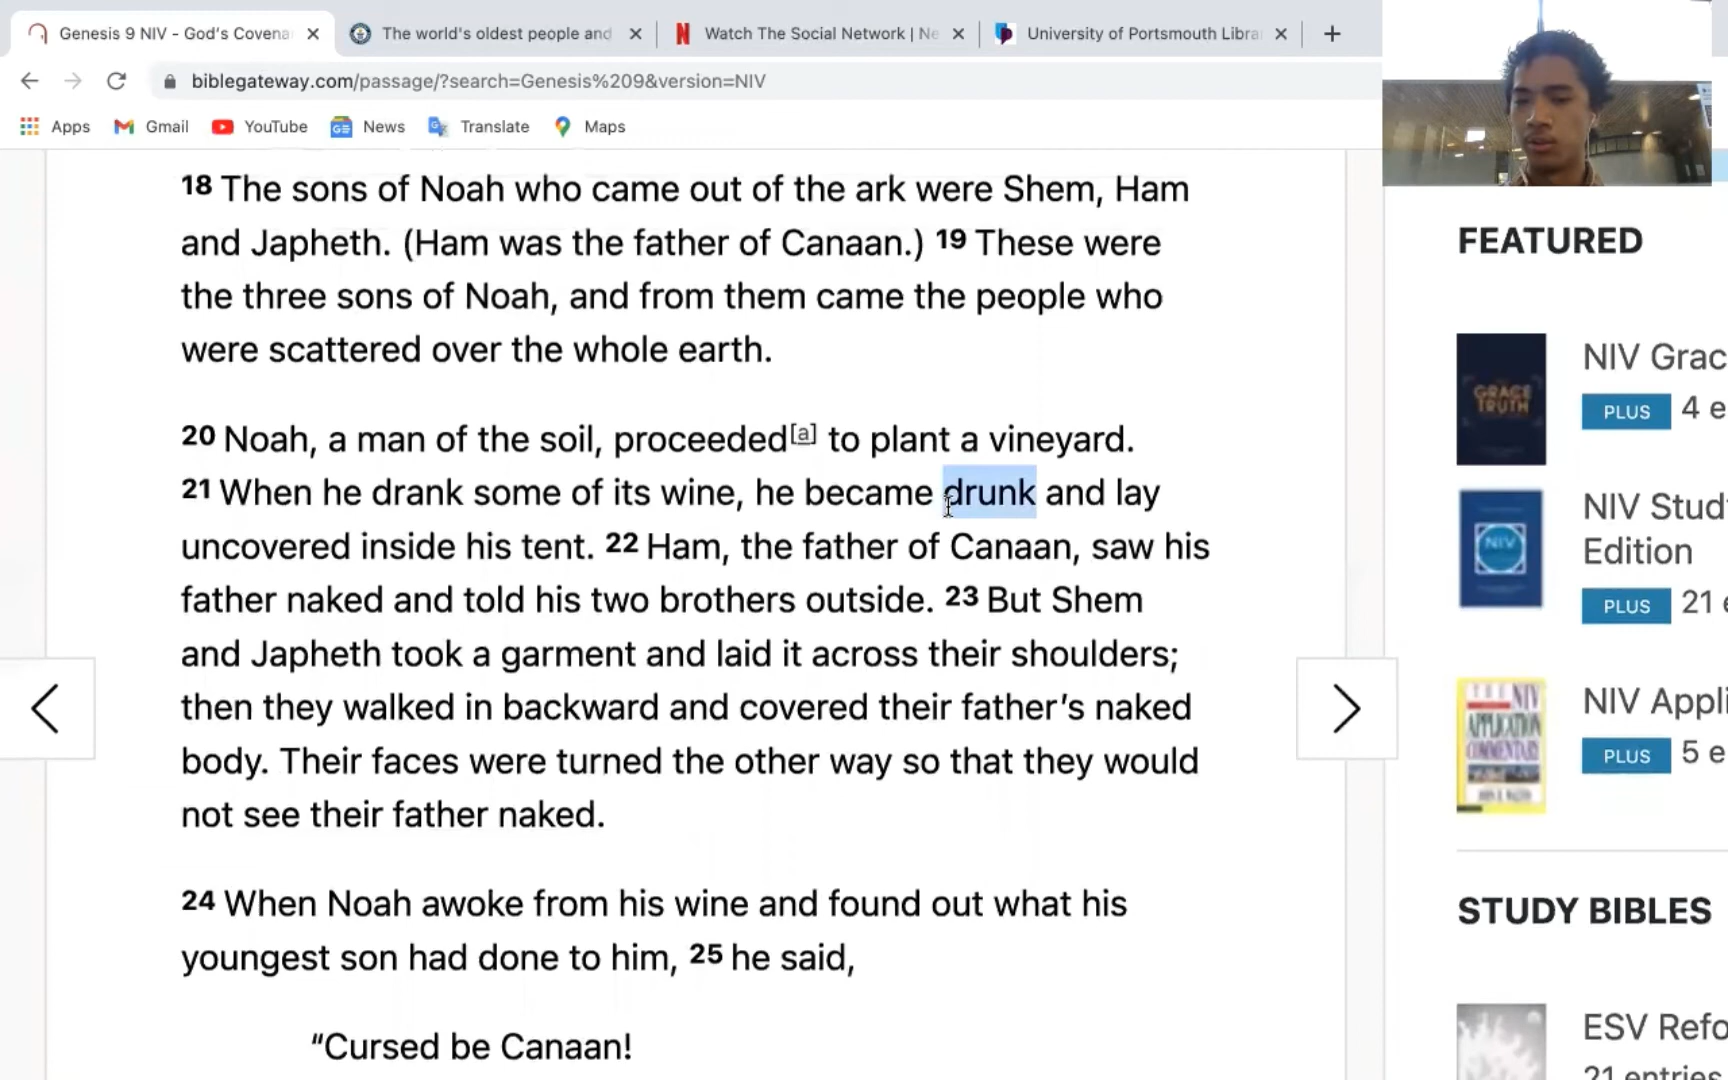 Genesis 9 NIV - God's Covena
The world's oldest people and
Watch The Social Network | Ne
University of Portsmouth Libra
biblegateway.com/passage/?search=Genesis%209&version=NIV
Apps
Gmail
YouTube
News
Translate
Maps
18 The sons of Noah who came out of the ark were Shem, Ham
and Japheth. (Ham was the father of Canaan.) 19 These were
the three sons of Noah, and from them came the people who
were scattered over the whole earth.
20 Noah, a man of the soil, proceeded[a] to plant a vineyard.
21 When he drank some of its wine, he became drunk and lay
uncovered inside his tent. 22 Ham, the father of Canaan, saw his
father naked and told his two brothers outside. 23 But Shem
and Japheth took a garment and laid it across their shoulders;
then they walked in backward and covered their father's naked
body. Their faces were turned the other way so that they would
not see their father naked.
24 When Noah awoke from his wine and found out what his
youngest son had done to him, 25 he said,
"Cursed be Canaan!
FEATURED
GRACE
TRUTH
NIV Grac
PLUS 4 e
NIV
NIV Stud
Edition
PLUS 21 e
THE NIV
APPLICATION
COMMENTARY
NIV Appli
PLUS 5 e
STUDY BIBLES
ESV Refo
21 entries